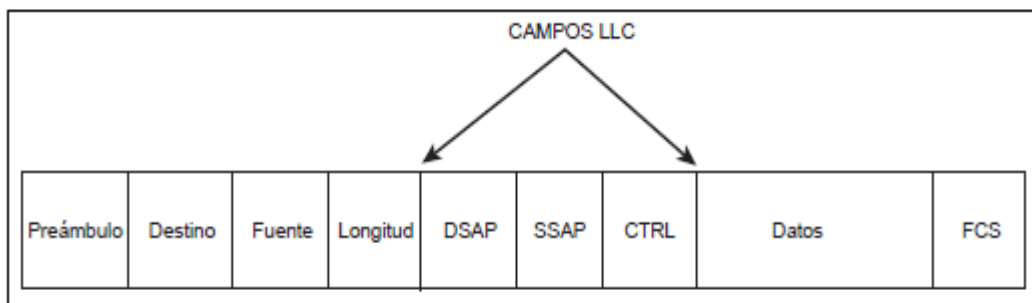 CAMPOS LLC
Preámbulo Destino Fuente Longitud DSAP SSAP CTRL Datos FCS